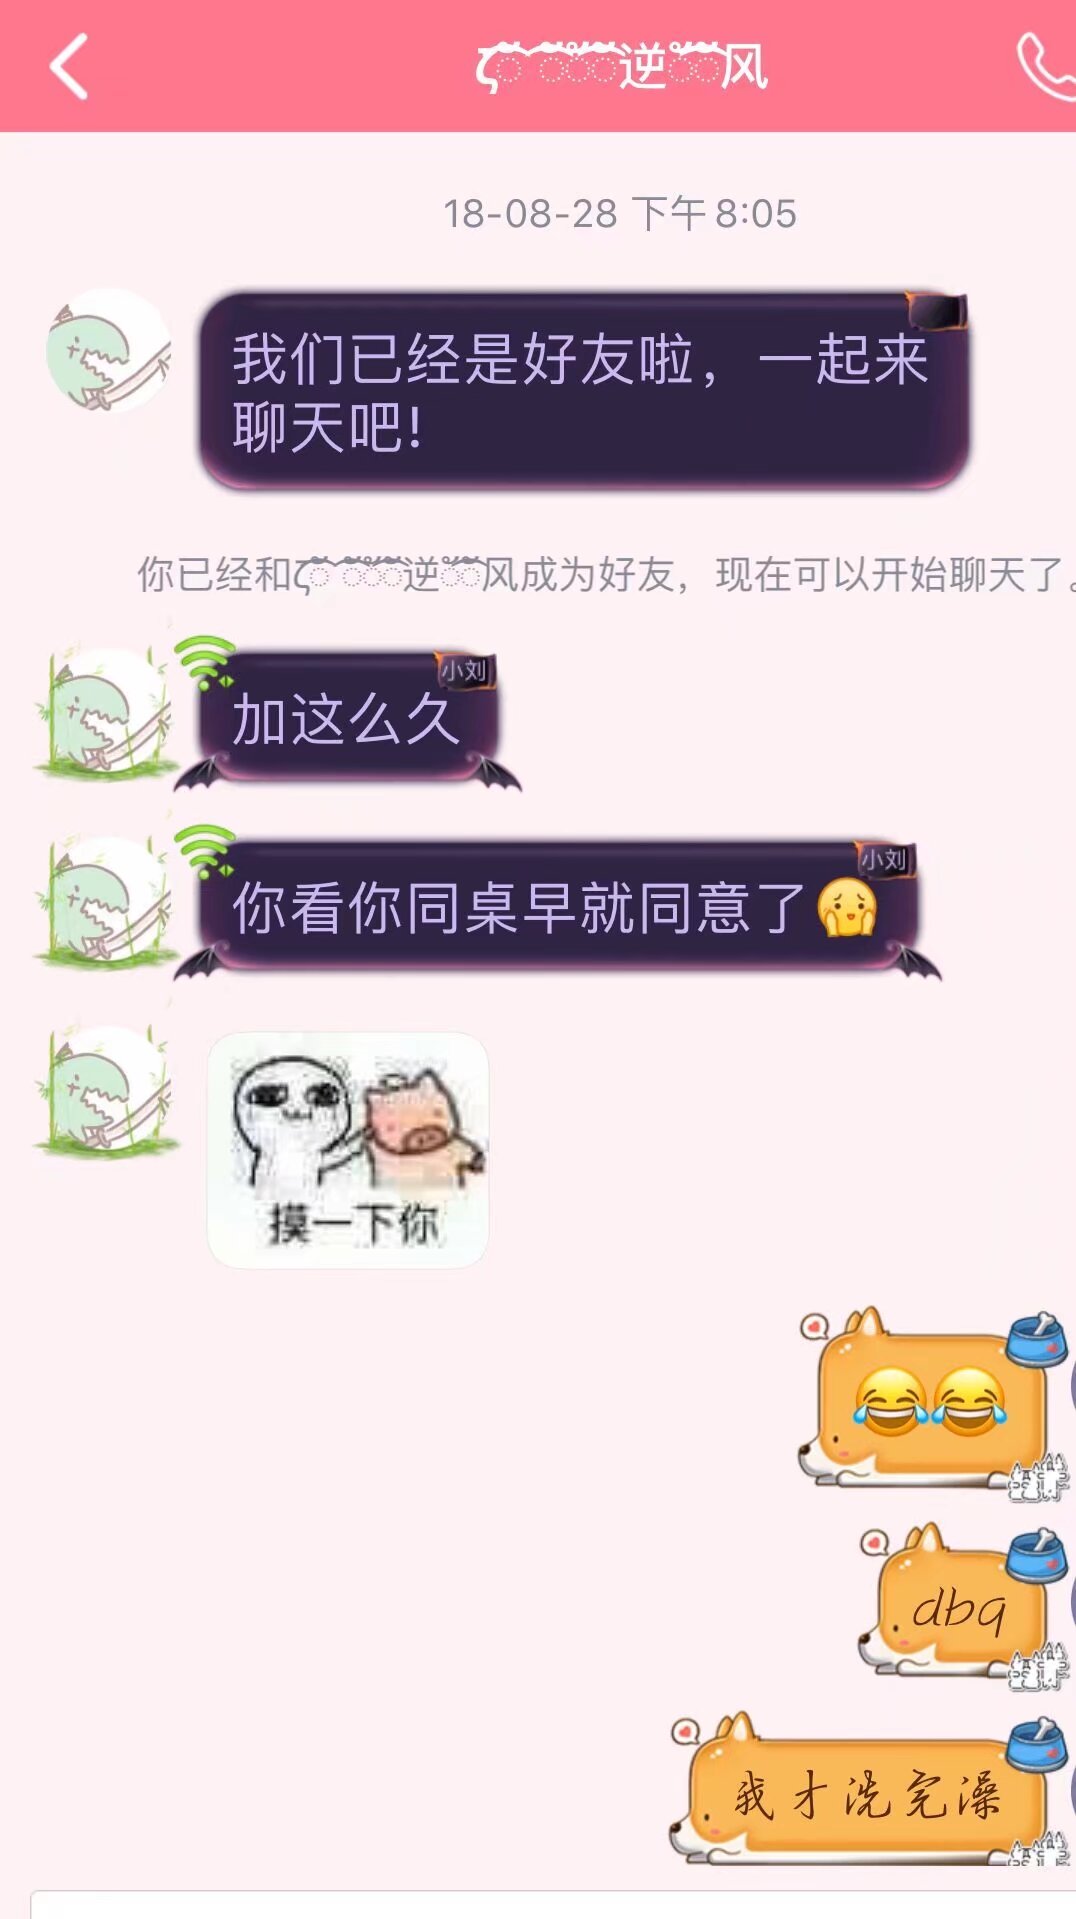 ζ͡ ͡ ͡ ͡逆 ͡ ͡风
18-08-28 下午8:05
我们已经是好友啦，一起来
聊天吧！
你已经和ζ͡ ͡ ͡ ͡逆 ͡ ͡风成为好友，现在可以开始聊天了。
小刘
加这么久
小刘
你看你同桌早就同意了
摸一下你
😂😂
dbq
我才洗完澡